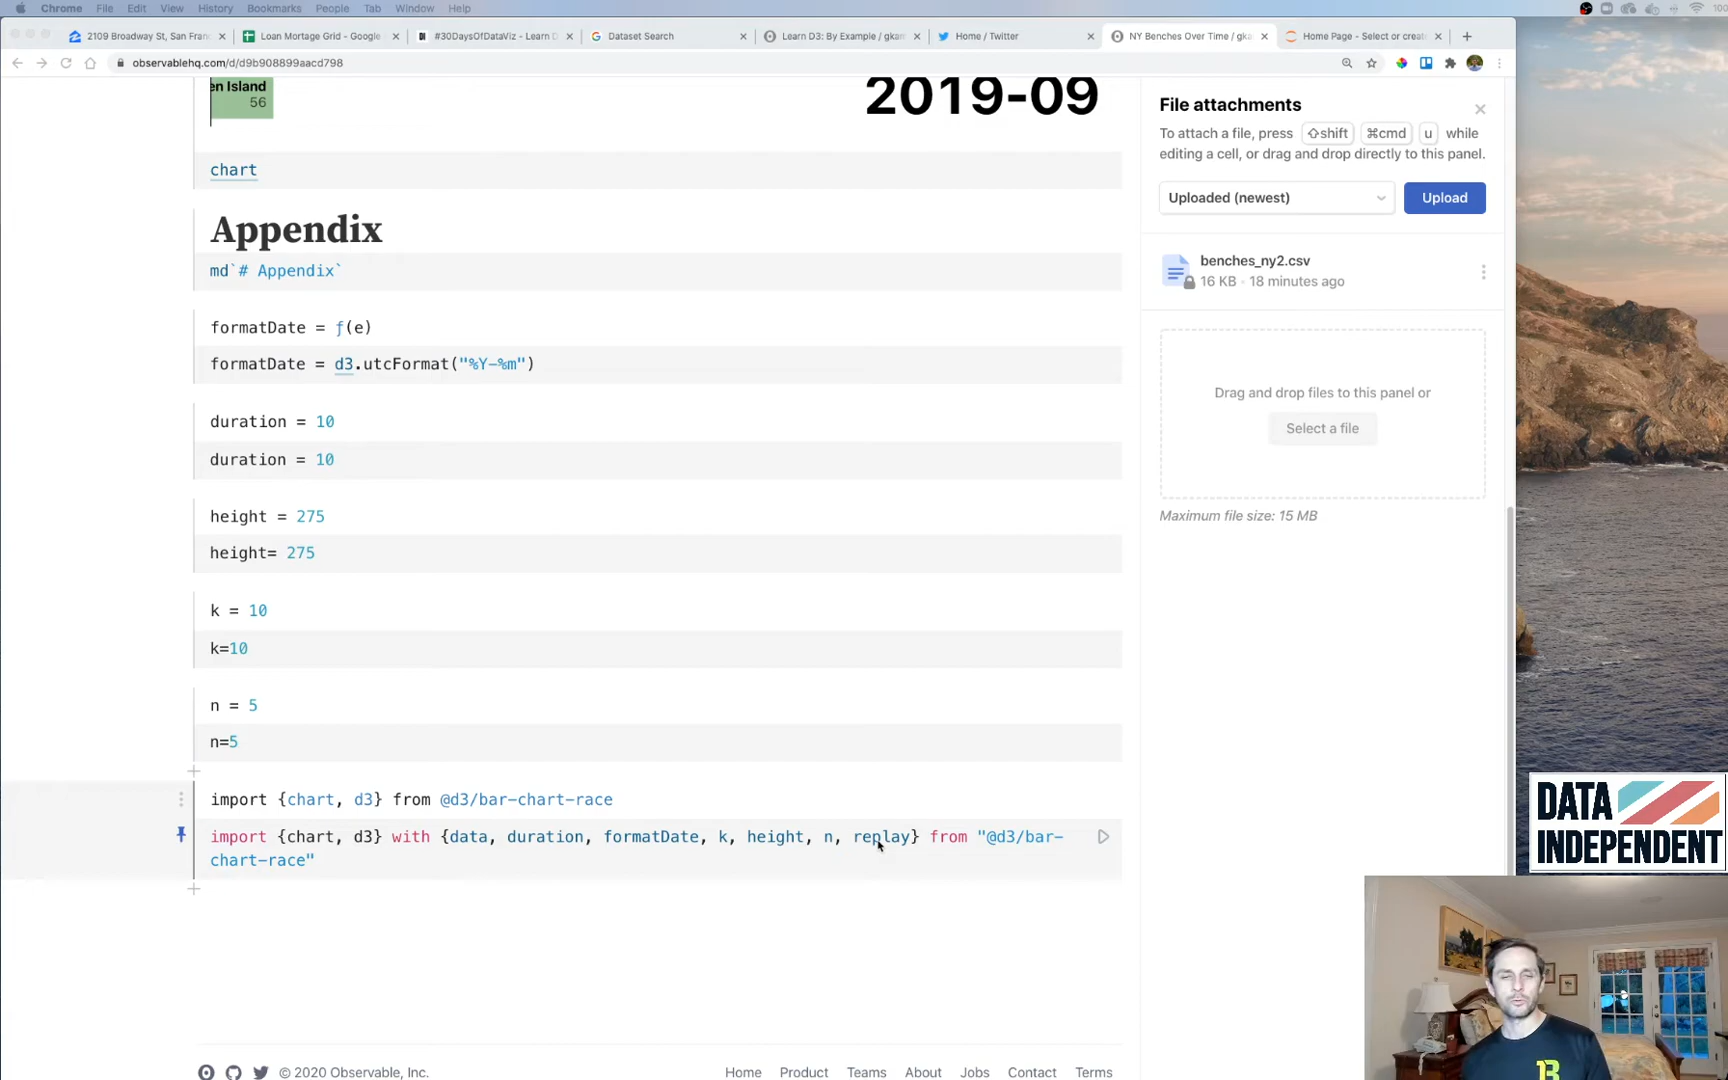 Chrome File Edit View History Bookmarks People Tab Window Help
2109 Broadway St, San Fran
Loan Mortage Grid - Google
#30DaysOfDataViz - Learn D
Dataset Search
Learn D3: By Example / gkam
Home / Twitter
NY Benches Over Time / gka
Home Page - Select or create
observablehq.com/d/d9b908899aacd798
en Island
56
2019-09
chart
Appendix
md`# Appendix`
formatDate = ƒ(e)
formatDate = d3.utcFormat("%Y-%m")
duration = 10
duration = 10
height = 275
height= 275
k = 10
k=10
n = 5
n=5
import {chart, d3} from @d3/bar-chart-race
import {chart, d3} with {data, duration, formatDate, k, height, n, replay} from "@d3/bar-
chart-race"
© 2020 Observable, Inc.
Home Product Teams About Jobs Contact Terms
File attachments
To attach a file, press ⇧shift ⌘cmd u while
editing a cell, or drag and drop directly to this panel.
Uploaded (newest)
Upload
benches_ny2.csv
16 KB · 18 minutes ago
Drag and drop files to this panel or
Select a file
Maximum file size: 15 MB
DATA
INDEPENDENT